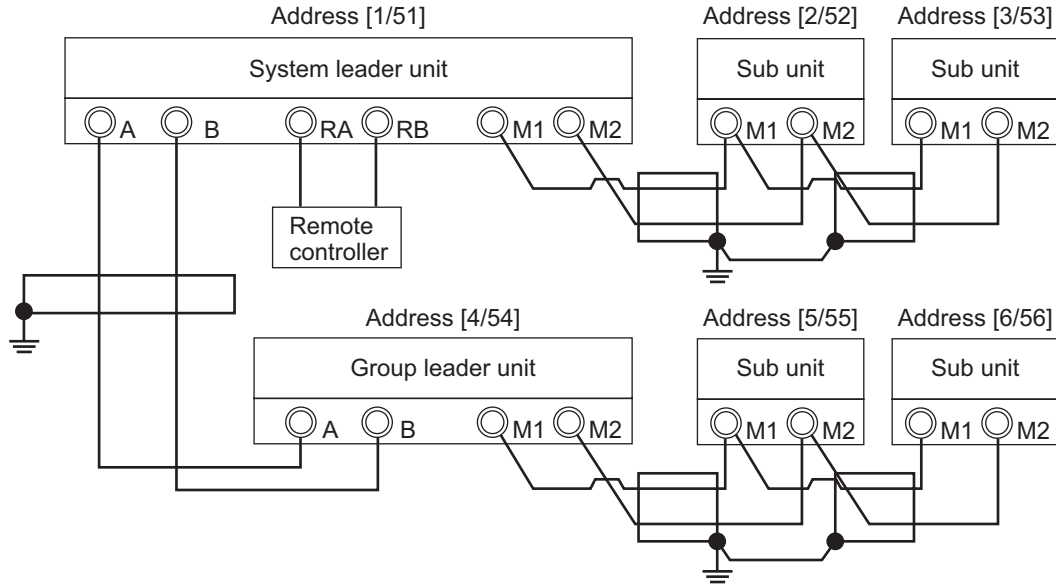 Address [1/51]
Address [2/52]
Address [3/53]
System leader unit
Sub unit
Sub unit
A
B
RA
RB
M1
M2
M1
M2
M1
M2
Remote
controller
Address [4/54]
Address [5/55]
Address [6/56]
Group leader unit
Sub unit
Sub unit
A
B
M1
M2
M1
M2
M1
M2